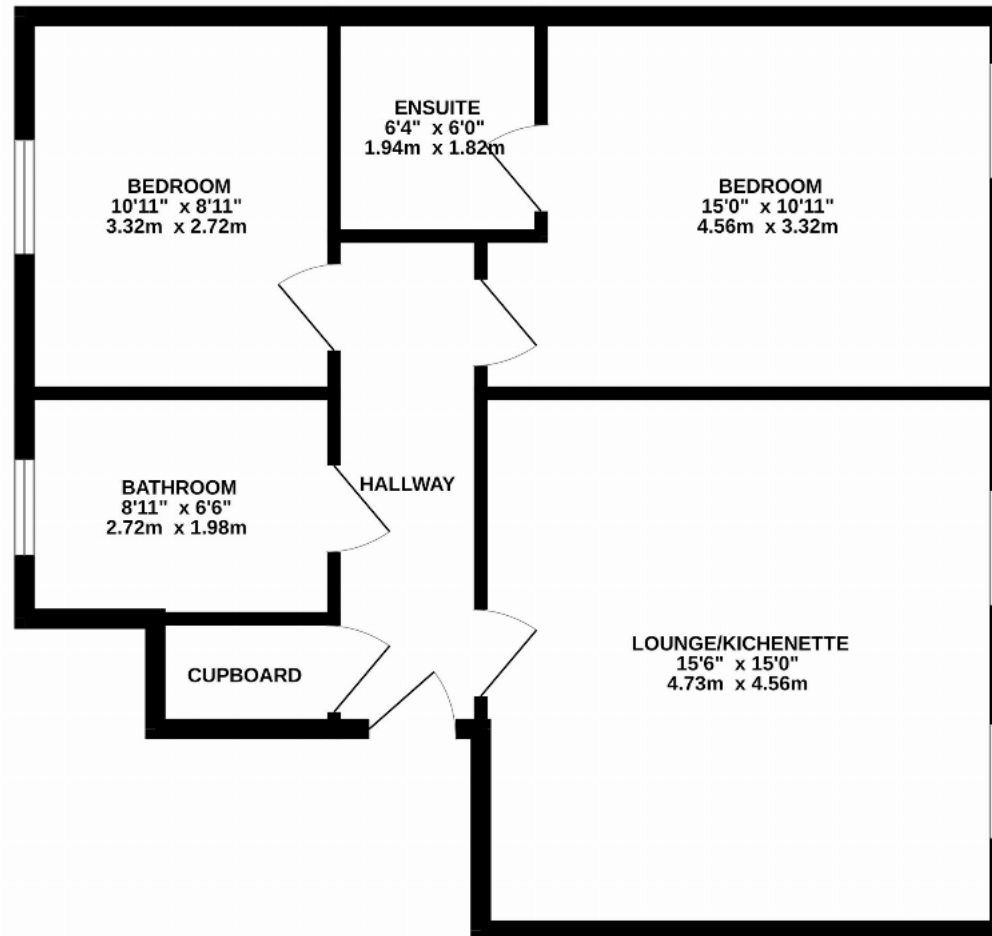 ENSUITE
6'4" x 6'0"
1.94m x 1.82m
BEDROOM
10'11" x 8'11"
3.32m x 2.72m
BEDROOM
15'0" x 10'11"
4.56m x 3.32m
BATHROOM
8'11" x 6'6"
2.72m x 1.98m
HALLWAY
LOUNGE/KICHENETTE
15'6" x 15'0"
4.73m x 4.56m
CUPBOARD